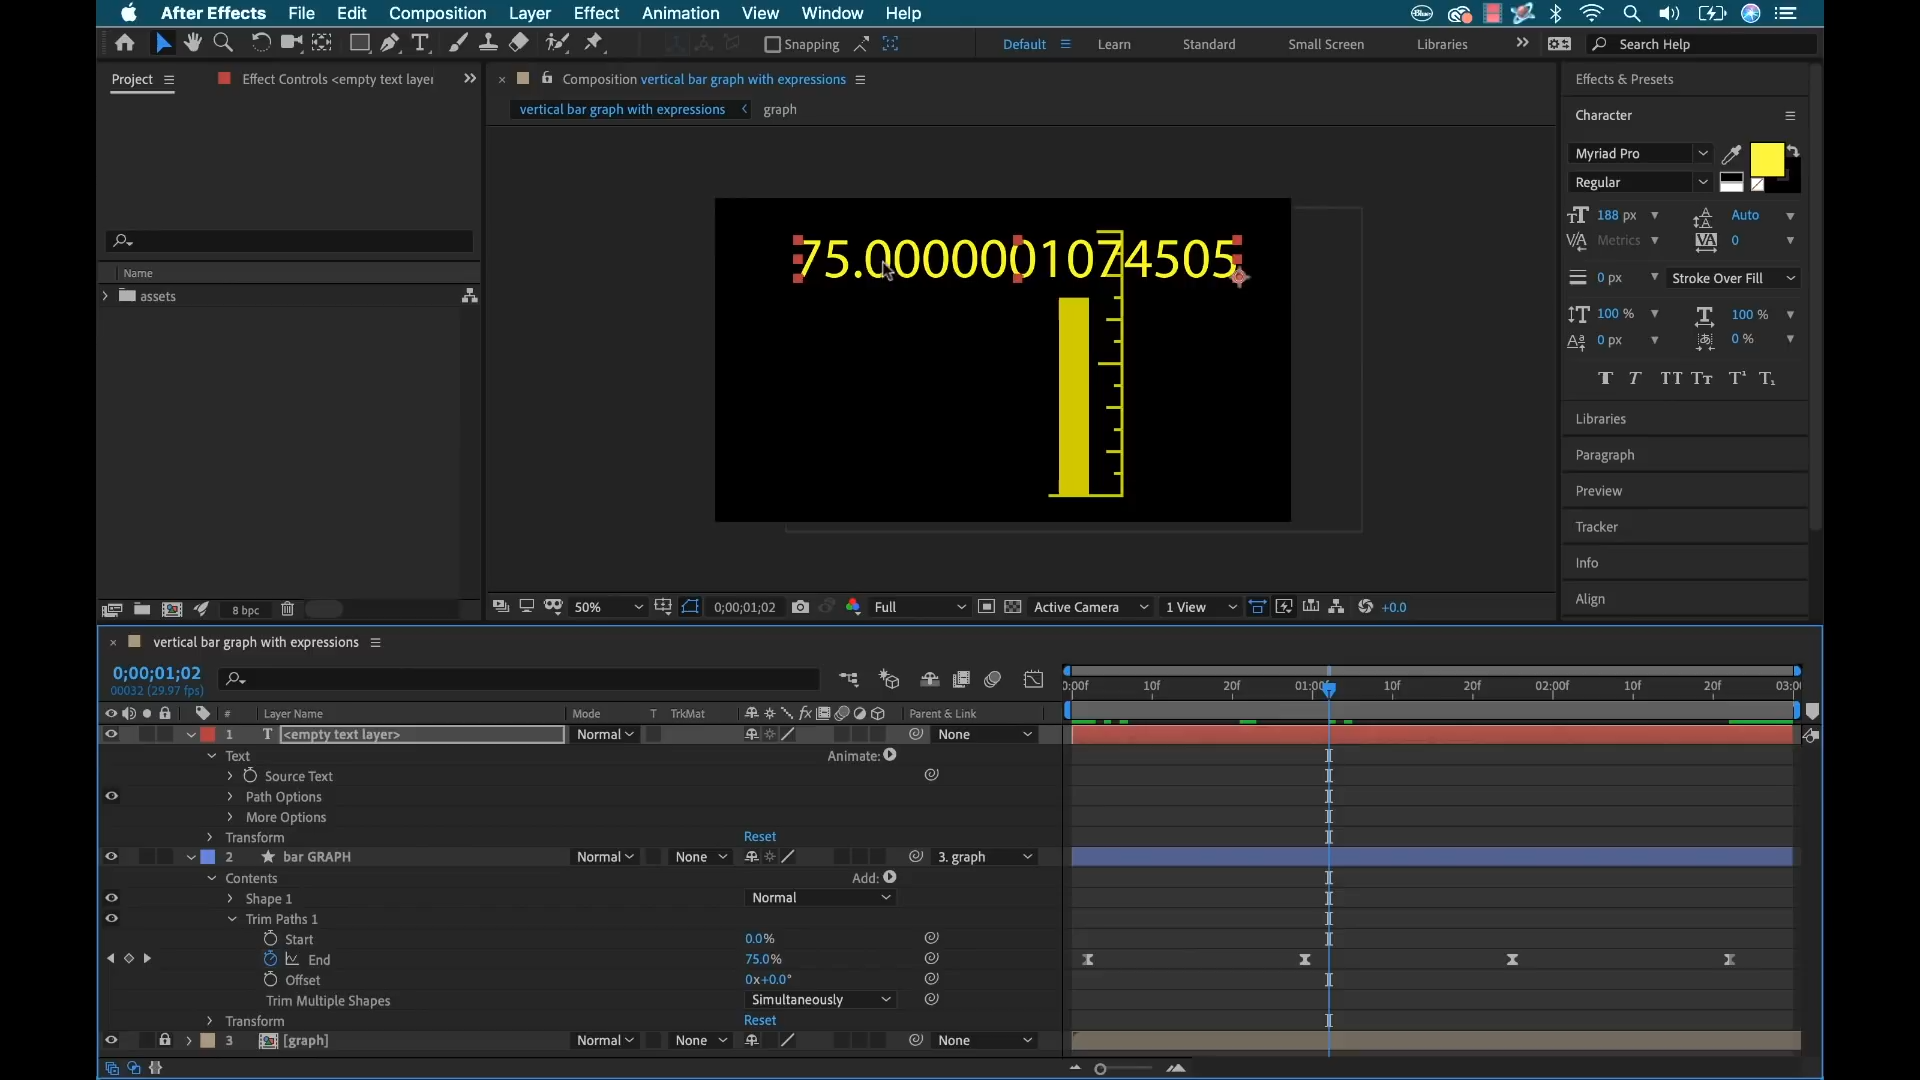 After Effects File Edit Composition Layer Effect Animation View Window Help
Snapping Default Learn Standard Small Screen Libraries Search Help
Project Effect Controls <empty text layer Composition vertical bar graph with expressions Effects & Presets
vertical bar graph with expressions graph
Character
Myriad Pro
Regular
188 px Auto
Metrics 0
0 px Stroke Over Fill
100 % 100 %
0 px 0 %
T T TT Tт T¹ T₁
Libraries
Paragraph
Preview
Tracker
Info
Align
75.0000001074505
Name
assets
8 bpc
50% 0;00;01;02 Full Active Camera 1 View +0.0
vertical bar graph with expressions
0;00;01;02
00032 (29.97 fps)
0:00f 10f 20f 01:00f 10f 20f 02:00f 10f 20f 03:0
# Layer Name Mode T TrkMat fx Parent & Link
1 T <empty text layer> Normal None
Text Animate:
Source Text
Path Options
More Options
Transform Reset
2 bar GRAPH Normal None 3. graph
Contents Add:
Shape 1 Normal
Trim Paths 1
Start 0.0%
End 75.0%
Offset 0x+0.0°
Trim Multiple Shapes Simultaneously
Transform Reset
3 [graph] Normal None None